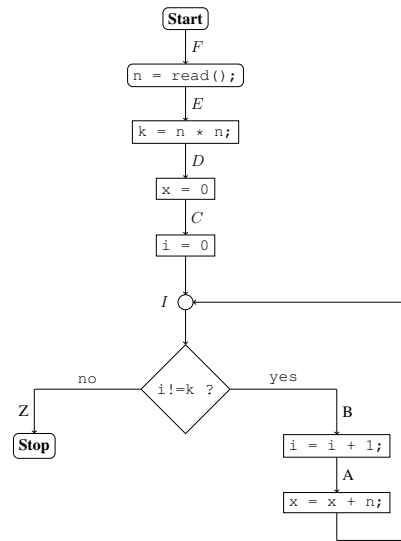 Start
F
n = read();
E
k = n * n;
D
x = 0
C
i = 0
I
i!=k ?
no
yes
Z
B
Stop
i = i + 1;
A
x = x + n;